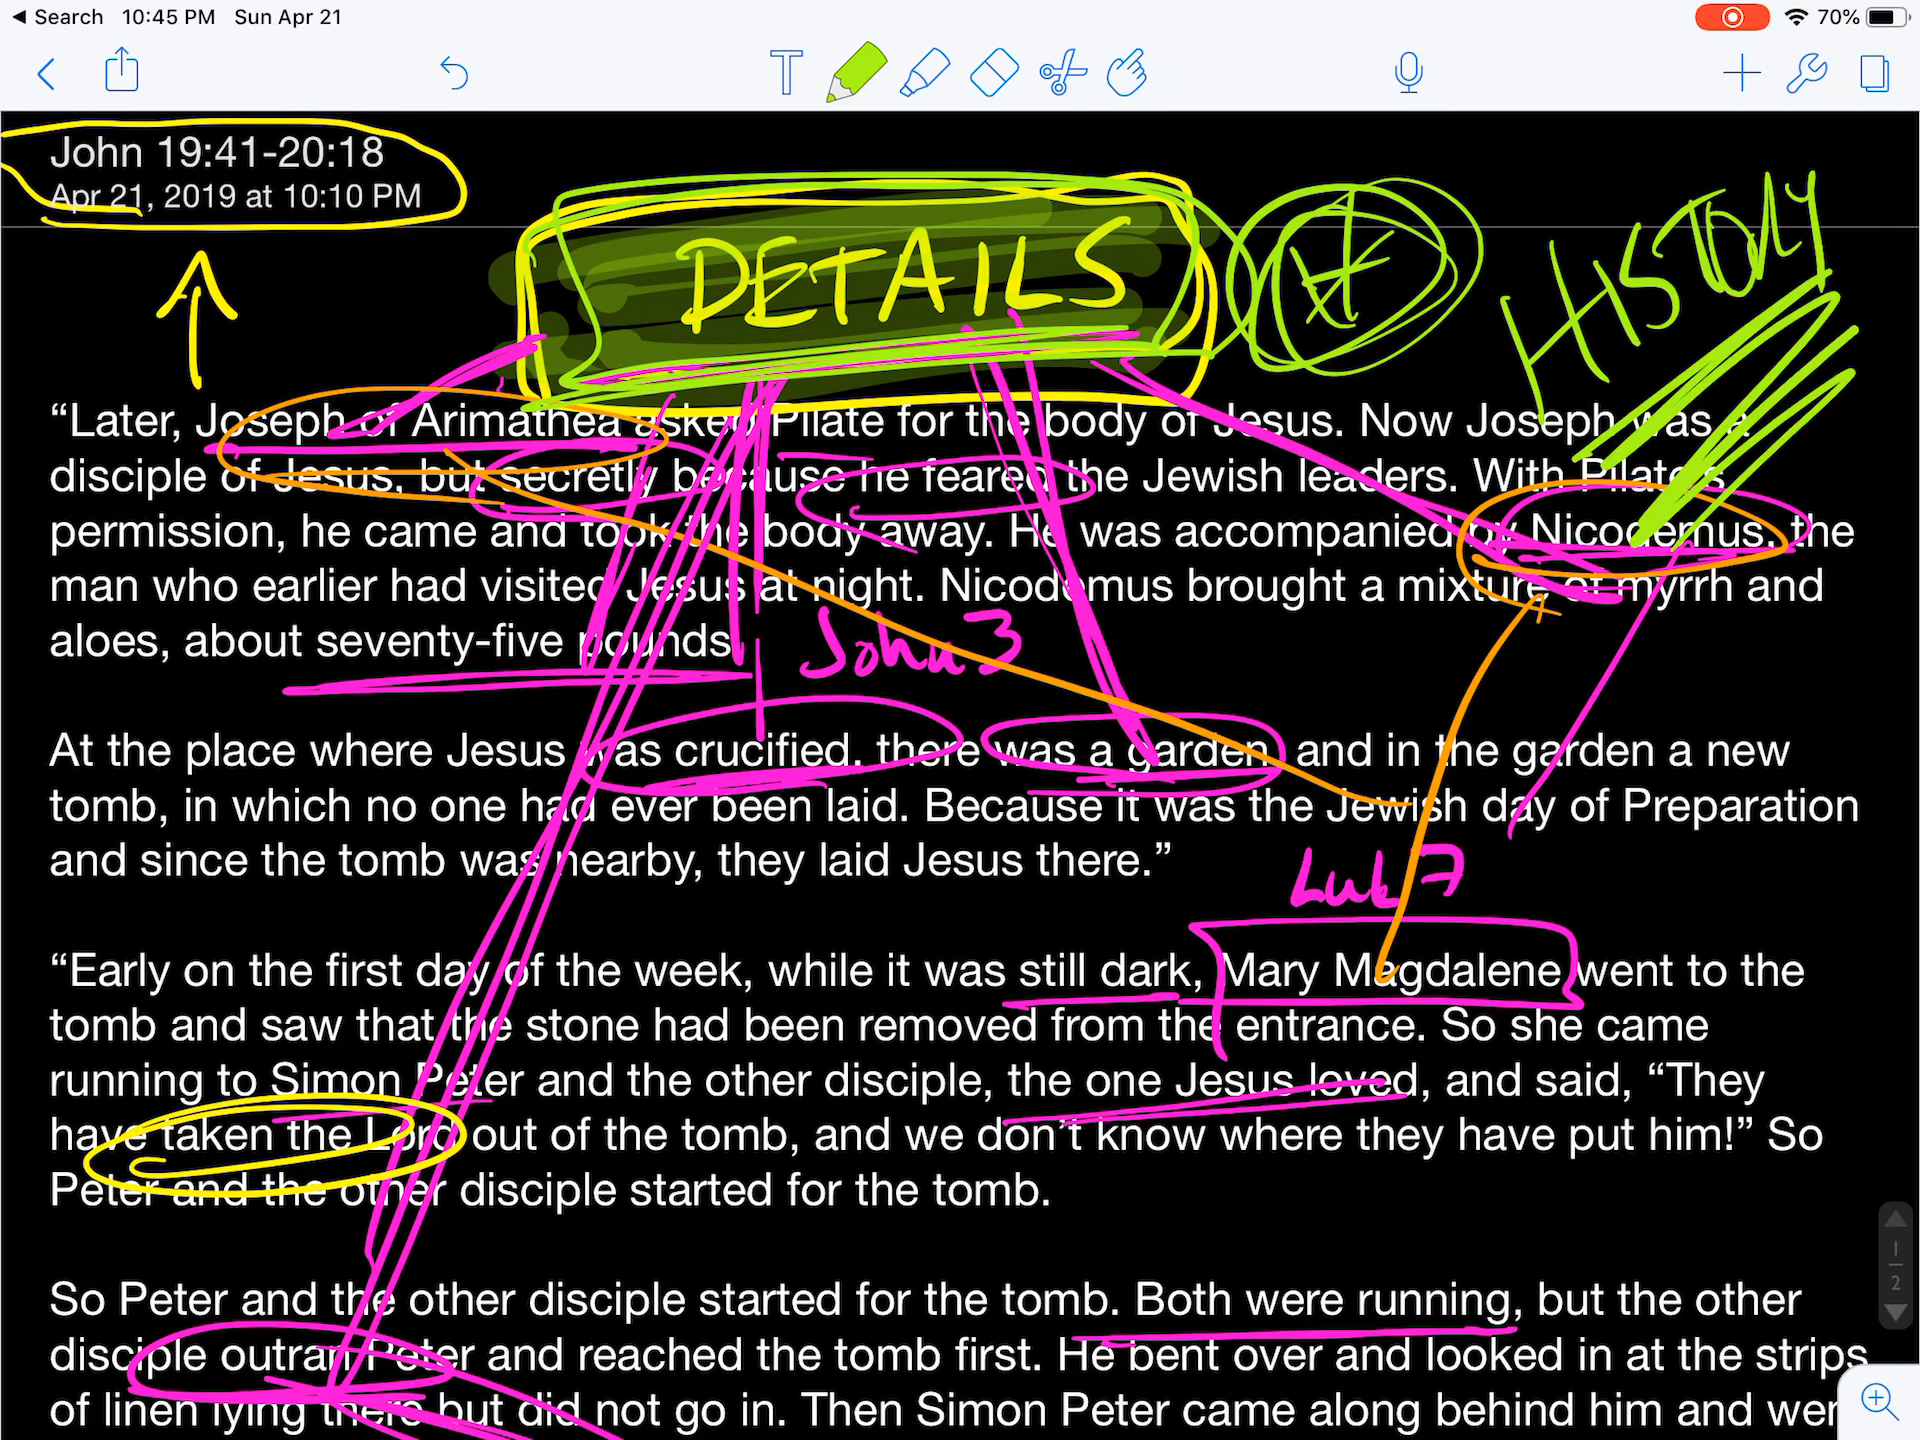 Search 10:45 PM Sun Apr 21 70%
T
John 19:41-20:18
Apr 21, 2019 at 10:10 PM
DETAILS
HISTORY
“Later, Joseph of Arimathea asked Pilate for the body of Jesus. Now Joseph was a
disciple of Jesus, but secretly because he feared the Jewish leaders. With Pilate’s
permission, he came and took the body away. He was accompanied by Nicodemus, the
man who earlier had visited Jesus at night. Nicodemus brought a mixture of myrrh and
aloes, about seventy-five pounds.
John 3
At the place where Jesus was crucified, there was a garden, and in the garden a new
tomb, in which no one had ever been laid. Because it was the Jewish day of Preparation
and since the tomb was nearby, they laid Jesus there.”
Luk 7
“Early on the first day of the week, while it was still dark, Mary Magdalene went to the
tomb and saw that the stone had been removed from the entrance. So she came
running to Simon Peter and the other disciple, the one Jesus loved, and said, “They
have taken the Lord out of the tomb, and we don’t know where they have put him!” So
Peter and the other disciple started for the tomb.
1
2
So Peter and the other disciple started for the tomb. Both were running, but the other
disciple outran Peter and reached the tomb first. He bent over and looked in at the strips
of linen lying there but did not go in. Then Simon Peter came along behind him and wen